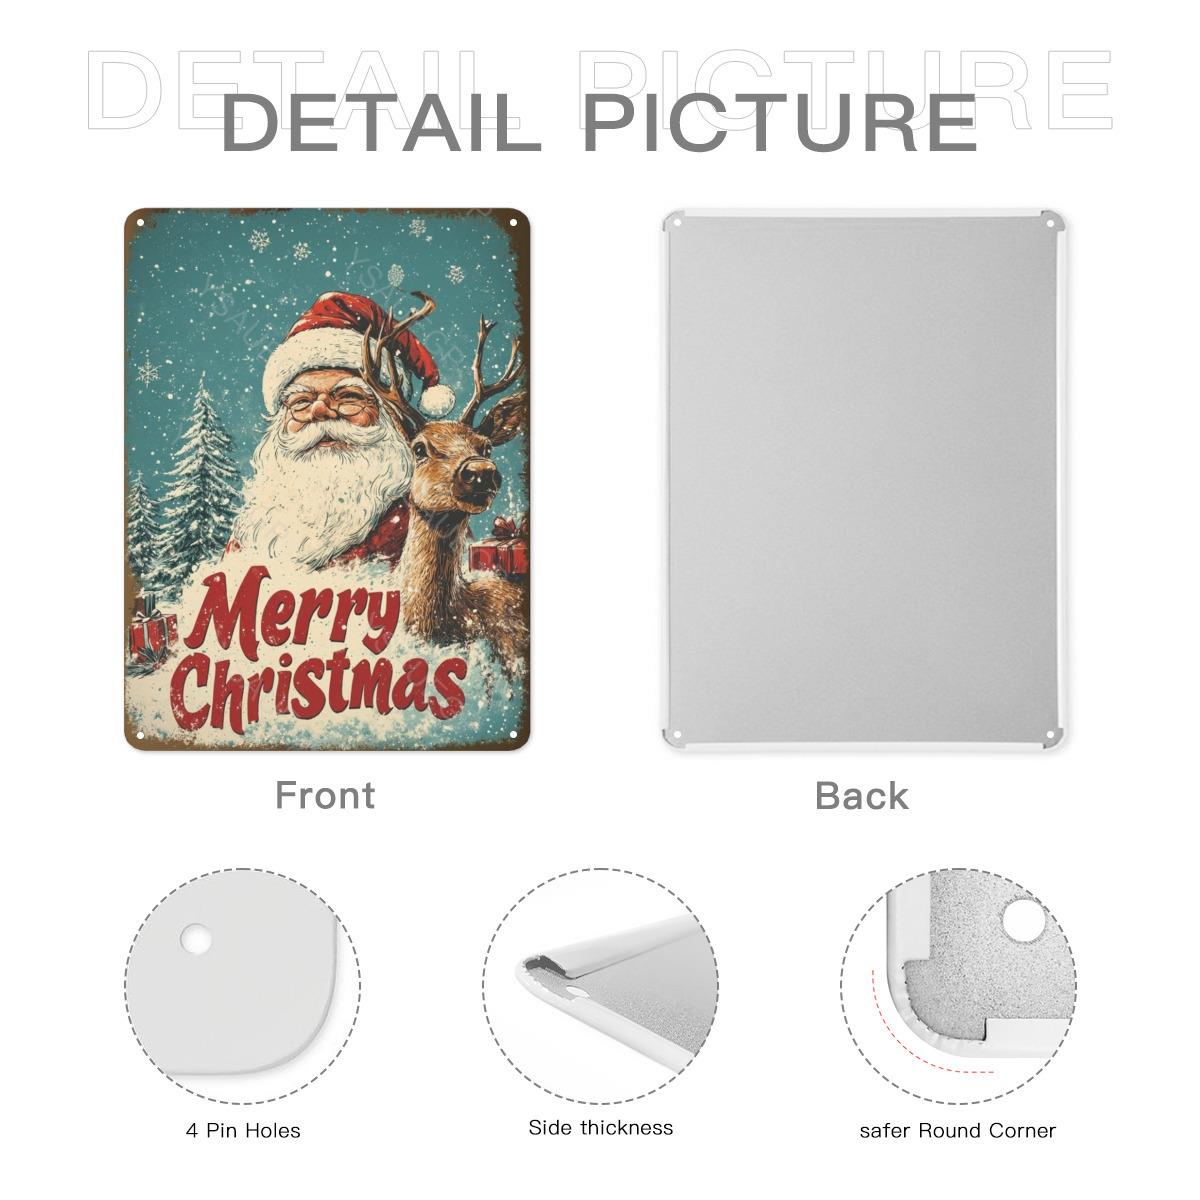 DETAIL PICTURE
DETAIL PICTURE
Merry
Christmas
Front
Back
4 Pin Holes
Side thickness
safer Round Corner